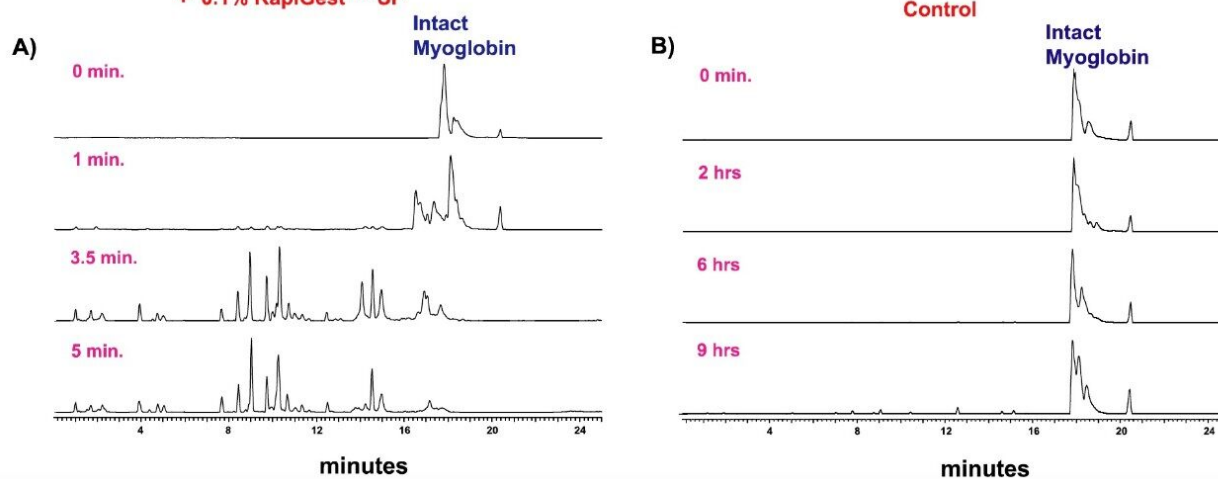 A)
Intact
Myoglobin
0 min.
1 min.
3.5 min.
5 min.
4 8 12 16 20 24
minutes
Control
B)
Intact
Myoglobin
0 min.
2 hrs
6 hrs
9 hrs
4 8 12 16 20 24
minutes